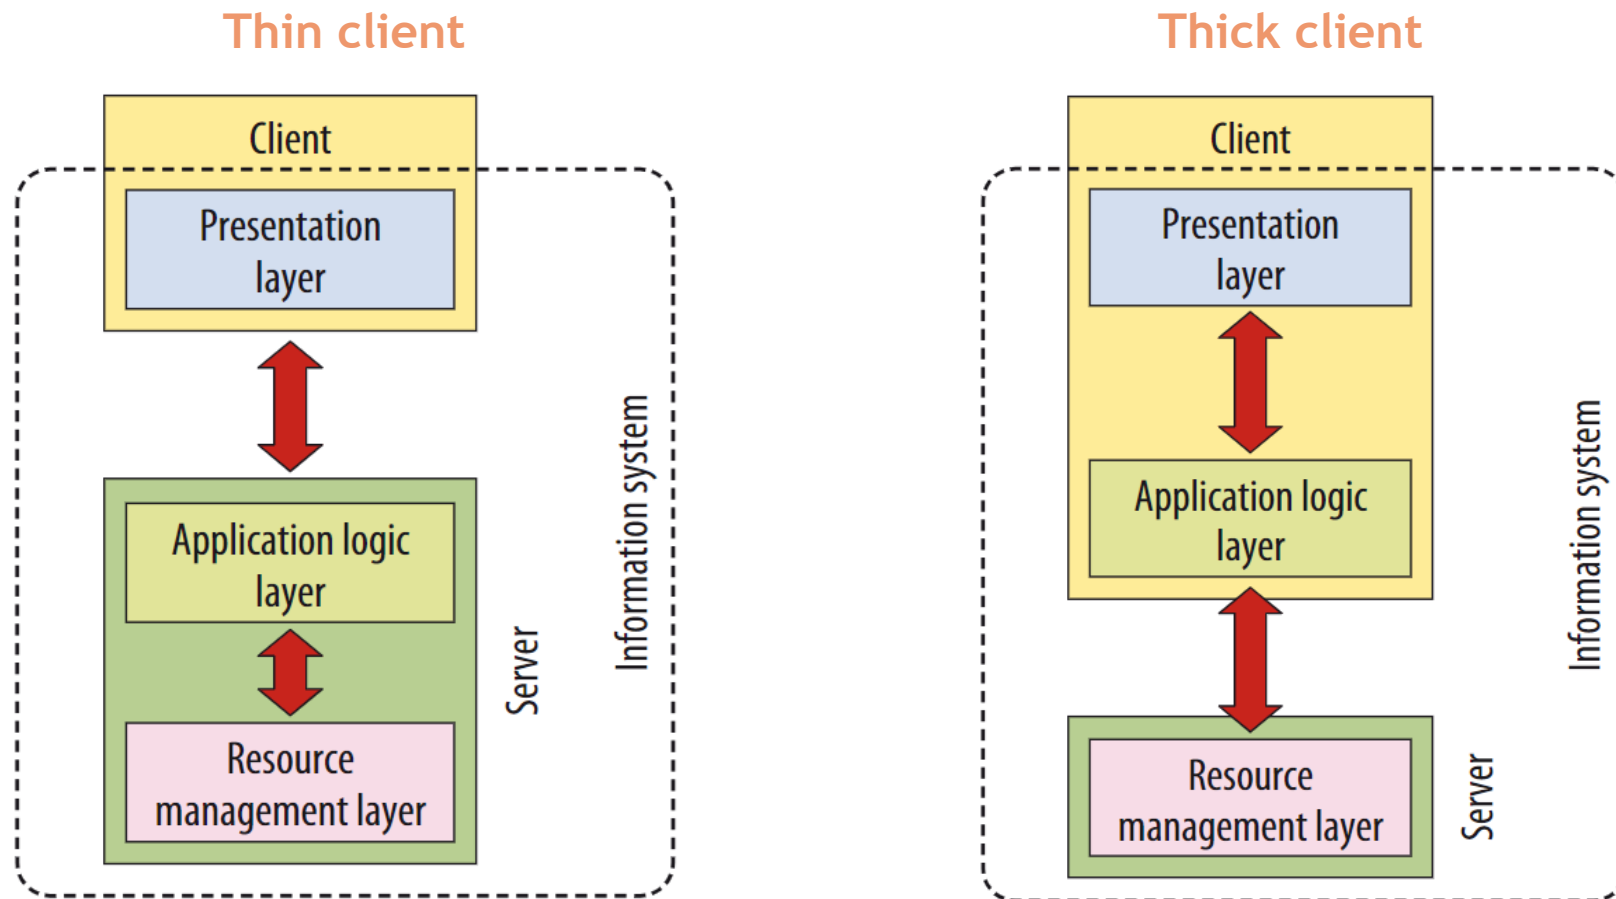 Thin client
Client
Presentation
layer
Application logic
layer
Resource
management layer
Server
Information system
Thick client
Client
Presentation
layer
Application logic
layer
Resource
management layer
Server
Information system